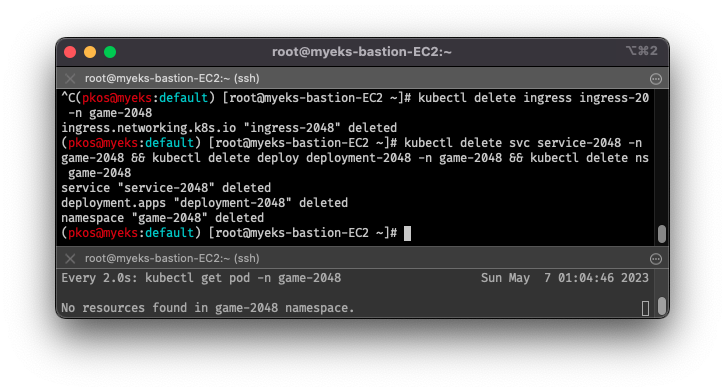 root@myeks-bastion-EC2:~
⌥⌘2
root@myeks-bastion-EC2:~ (ssh)
^C(pkos@myeks:default) [root@myeks-bastion-EC2 ~]# kubectl delete ingress ingress-20
 -n game-2048
ingress.networking.k8s.io "ingress-2048" deleted
(pkos@myeks:default) [root@myeks-bastion-EC2 ~]# kubectl delete svc service-2048 -n
game-2048 && kubectl delete deploy deployment-2048 -n game-2048 && kubectl delete ns
 game-2048
service "service-2048" deleted
deployment.apps "deployment-2048" deleted
namespace "game-2048" deleted
(pkos@myeks:default) [root@myeks-bastion-EC2 ~]#
root@myeks-bastion-EC2:~ (ssh)
Every 2.0s: kubectl get pod -n game-2048 Sun May  7 01:04:46 2023
No resources found in game-2048 namespace.